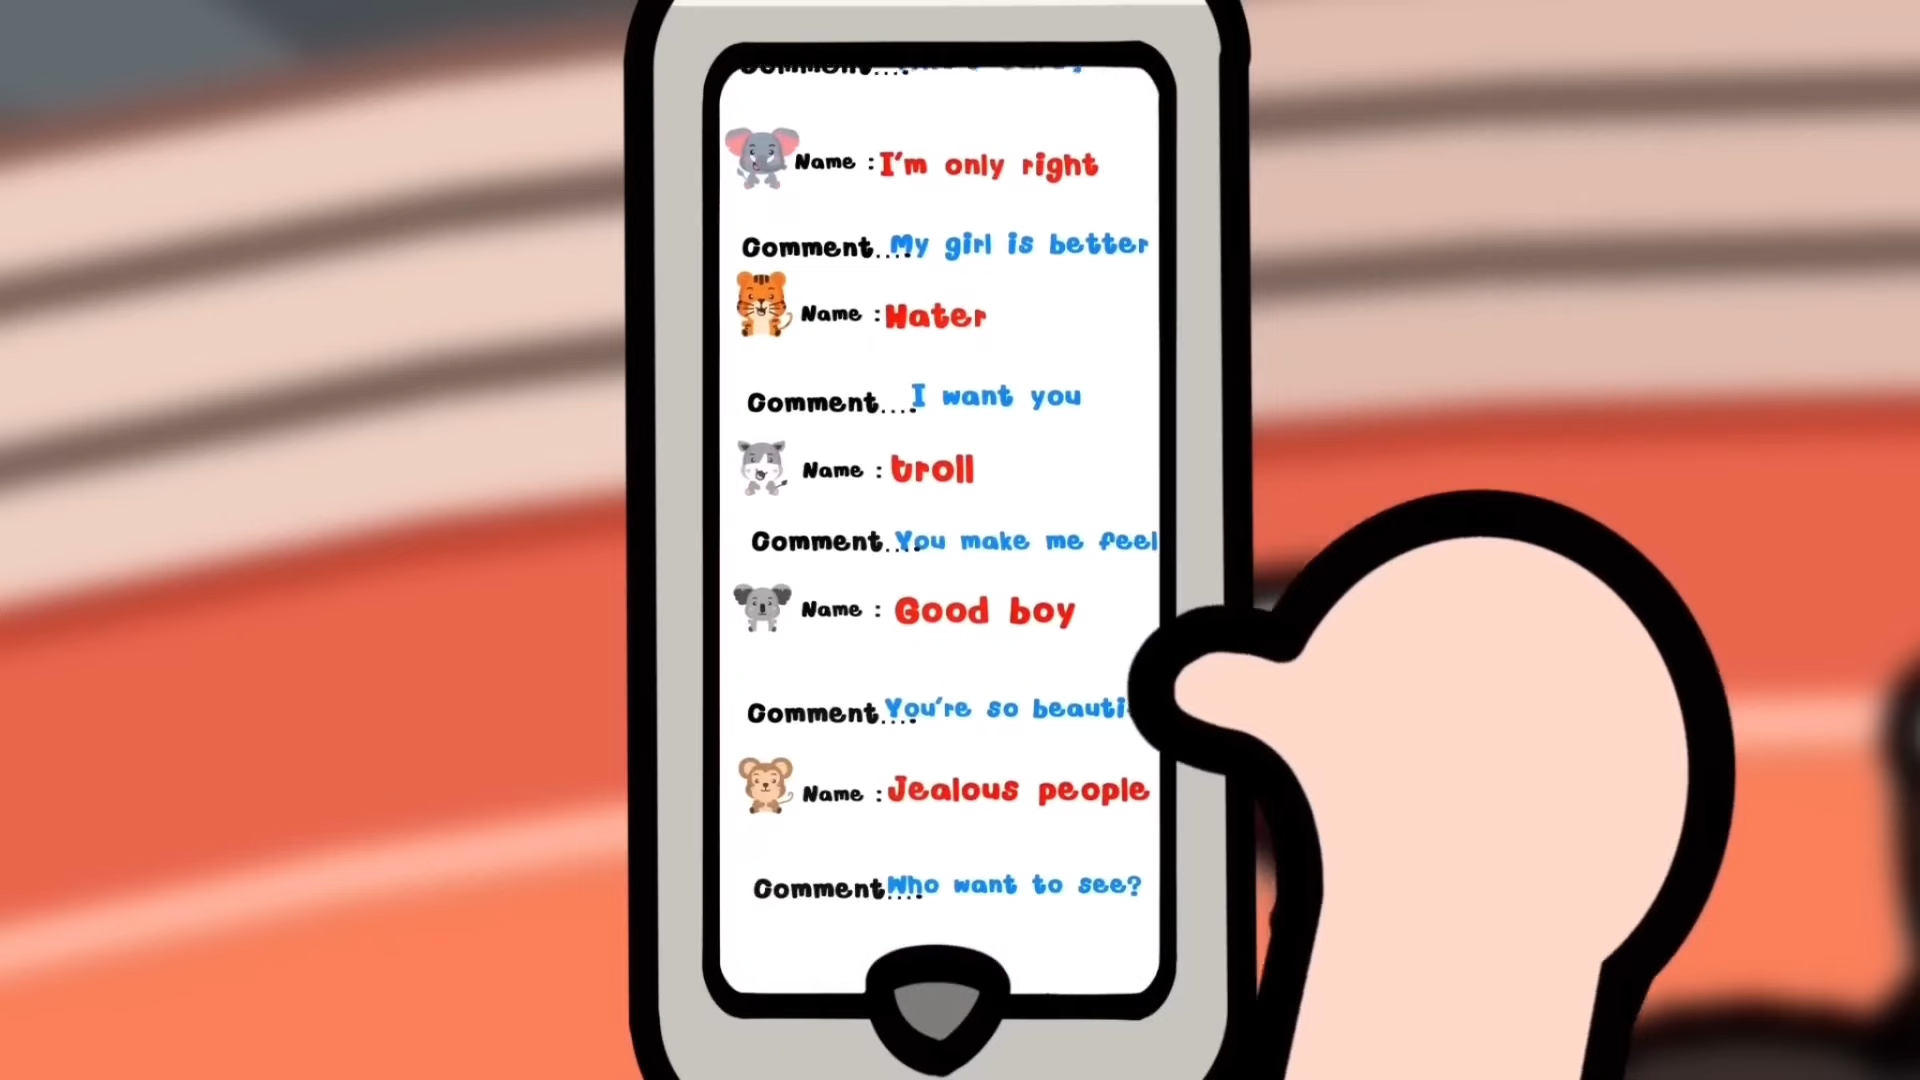 Comment....
Name : I'm only right
Comment.... My girl is better
Name : Hater
Comment.... I want you
Name : troll
Comment.... You make me feel
Name : Good boy
Comment.... You're so beauti
Name : Jealous people
Comment.... Who want to see?